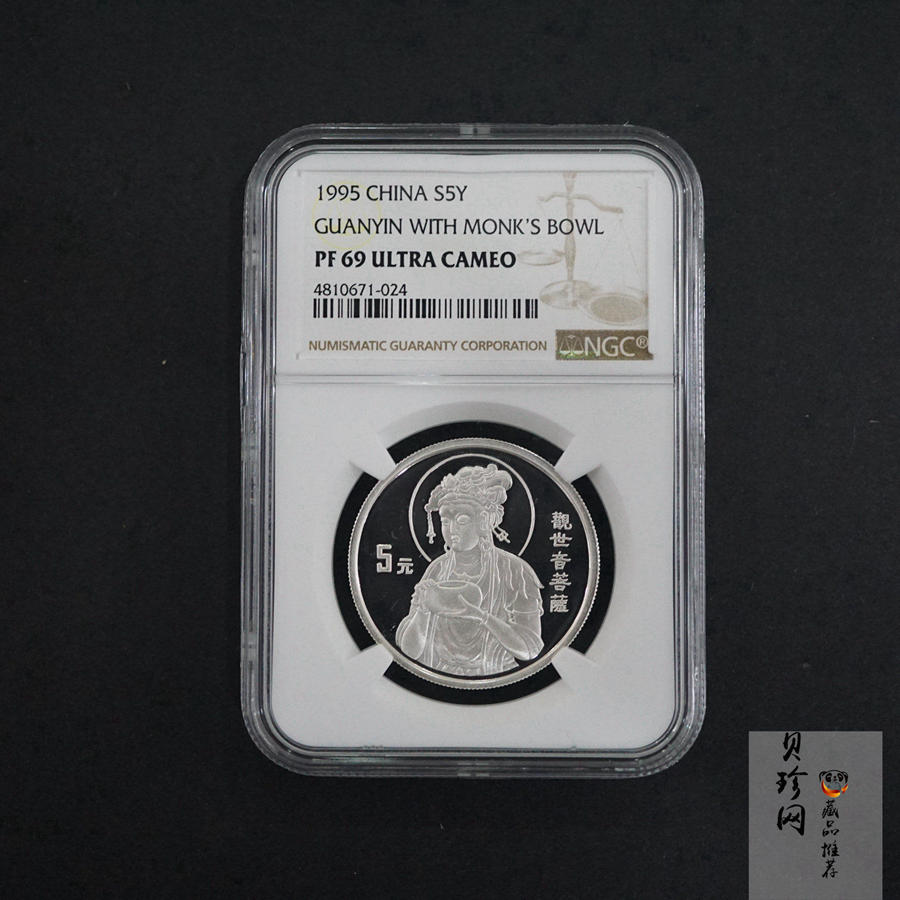 1995 CHINA S5Y
GUANYIN WITH MONK'S BOWL
PF 69 ULTRA CAMEO
4810671-024
NUMISMATIC GUARANTY CORPORATION
NGC®
5元
觀世音菩薩
贝珍网
藏品推荐